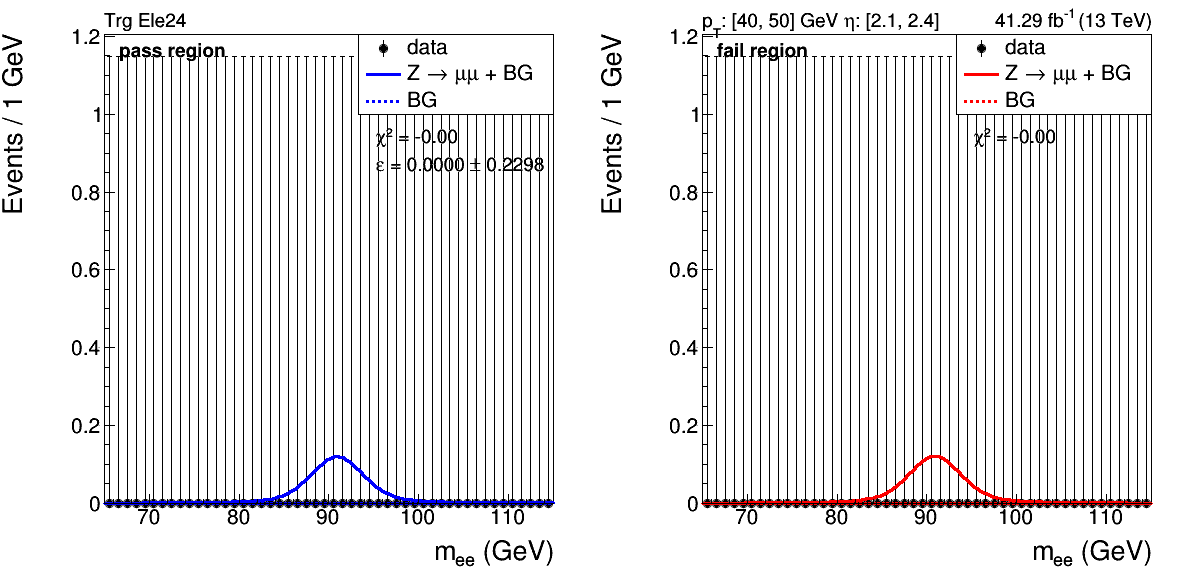 Trg Ele24
pass region
data
Z → μμ + BG
BG
χ² = -0.00
ε = 0.0000 ± 0.2298
Events / 1 GeV
1.2
1
0.8
0.6
0.4
0.2
0
70 80 90 100 110
m_ee (GeV)
p_T: [40, 50] GeV η: [2.1, 2.4] 41.29 fb⁻¹ (13 TeV)
fail region
data
Z → μμ + BG
BG
χ² = -0.00
Events / 1 GeV
1.2
1
0.8
0.6
0.4
0.2
0
70 80 90 100 110
m_ee (GeV)